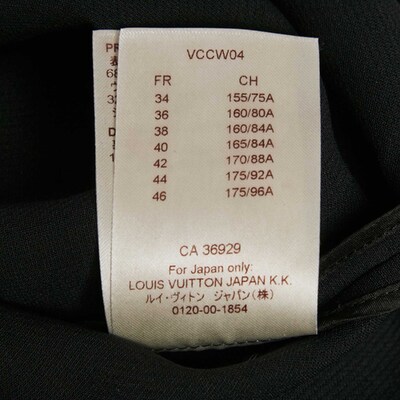 VCCW04
FR CH
34 155/75A
36 160/80A
38 160/84A
40 165/84A
42 170/88A
44 175/92A
46 175/96A
CA 36929
For Japan only:
LOUIS VUITTON JAPAN K.K.
ルイ・ヴィトン ジャパン(株)
0120-00-1854